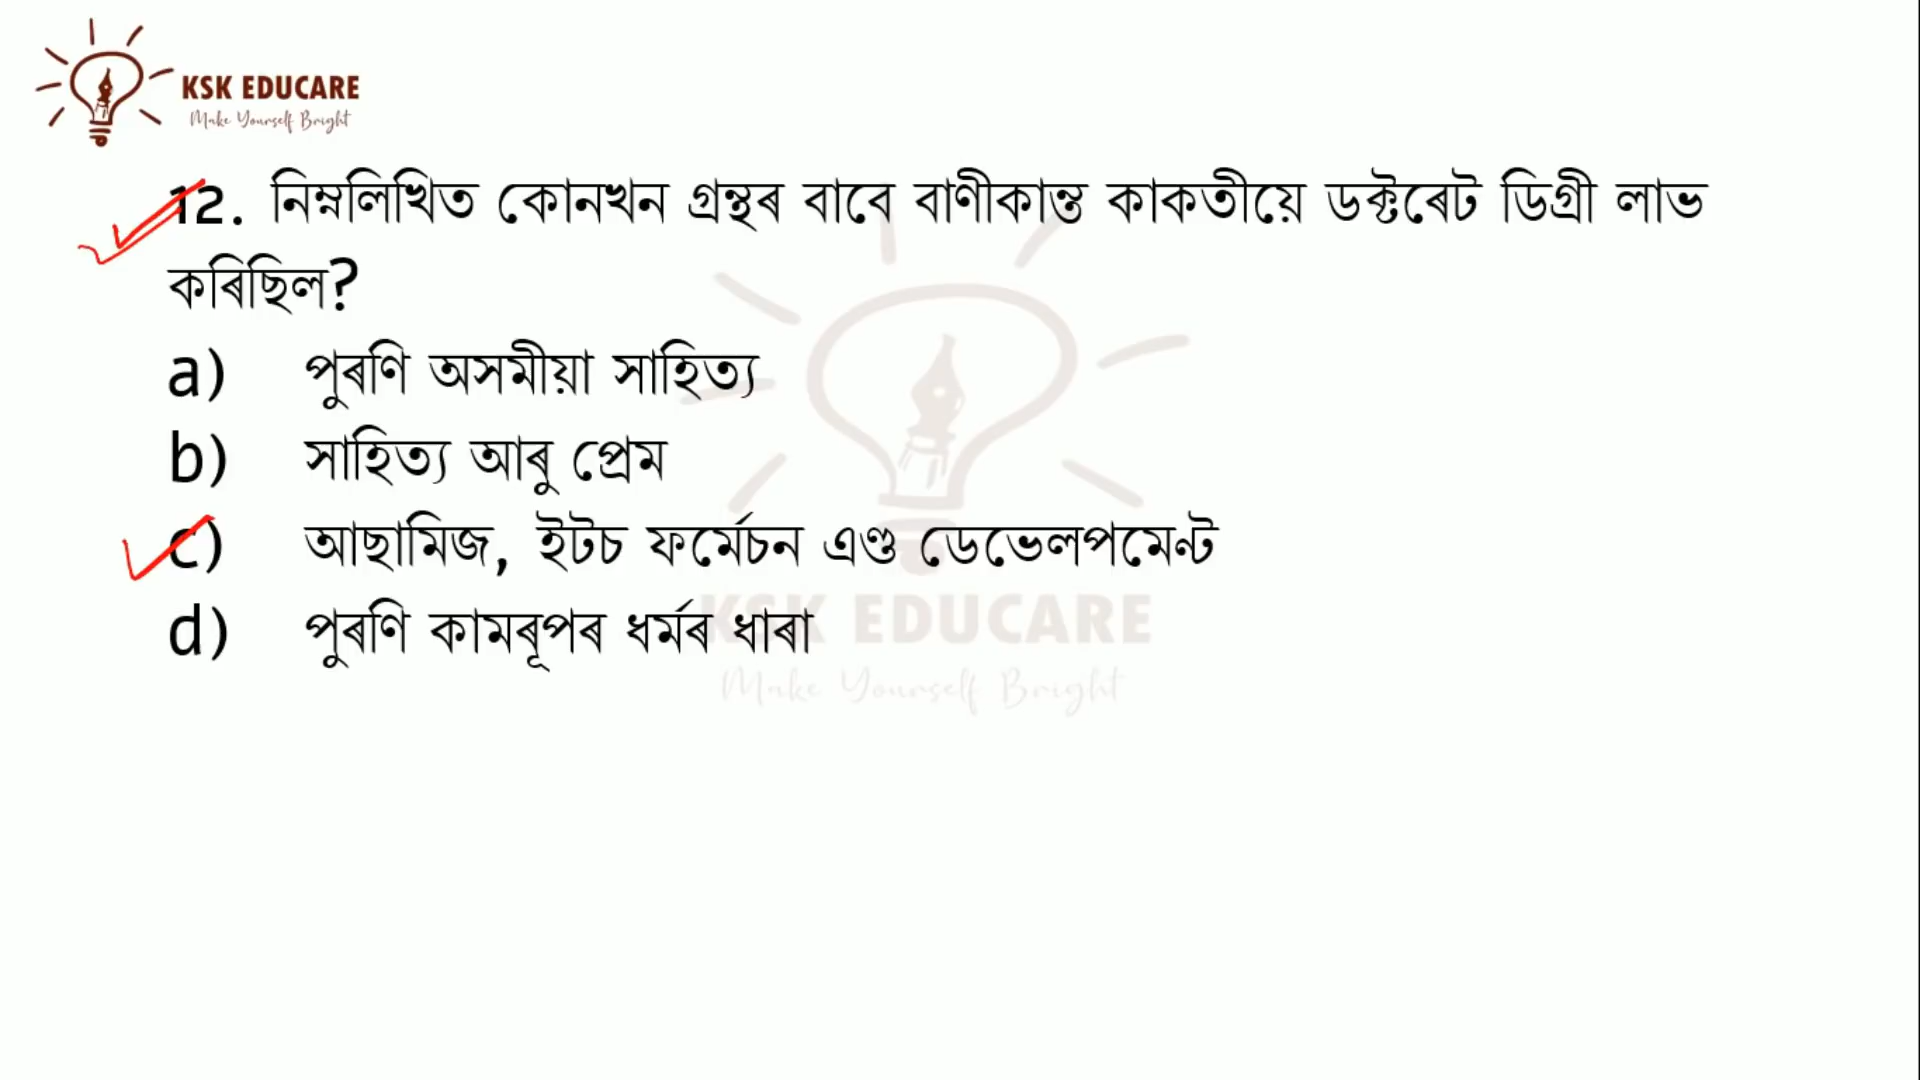 KSK EDUCARE
Make Yourself Bright
12. নিম্নলিখিত কোনখন গ্ৰন্থৰ বাবে বাণীকান্ত কাকতীয়ে ডক্টৰেট ডিগ্ৰী লাভ
কৰিছিল?
a) পুৰণি অসমীয়া সাহিত্য
b) সাহিত্য আৰু প্ৰেম
c) আছামিজ, ইটচ ফৰ্মেচন এণ্ড ডেভেলপমেন্ট
d) পুৰণি কামৰূপৰ ধৰ্মৰ ধাৰা
KSK EDUCARE
Make Yourself Bright